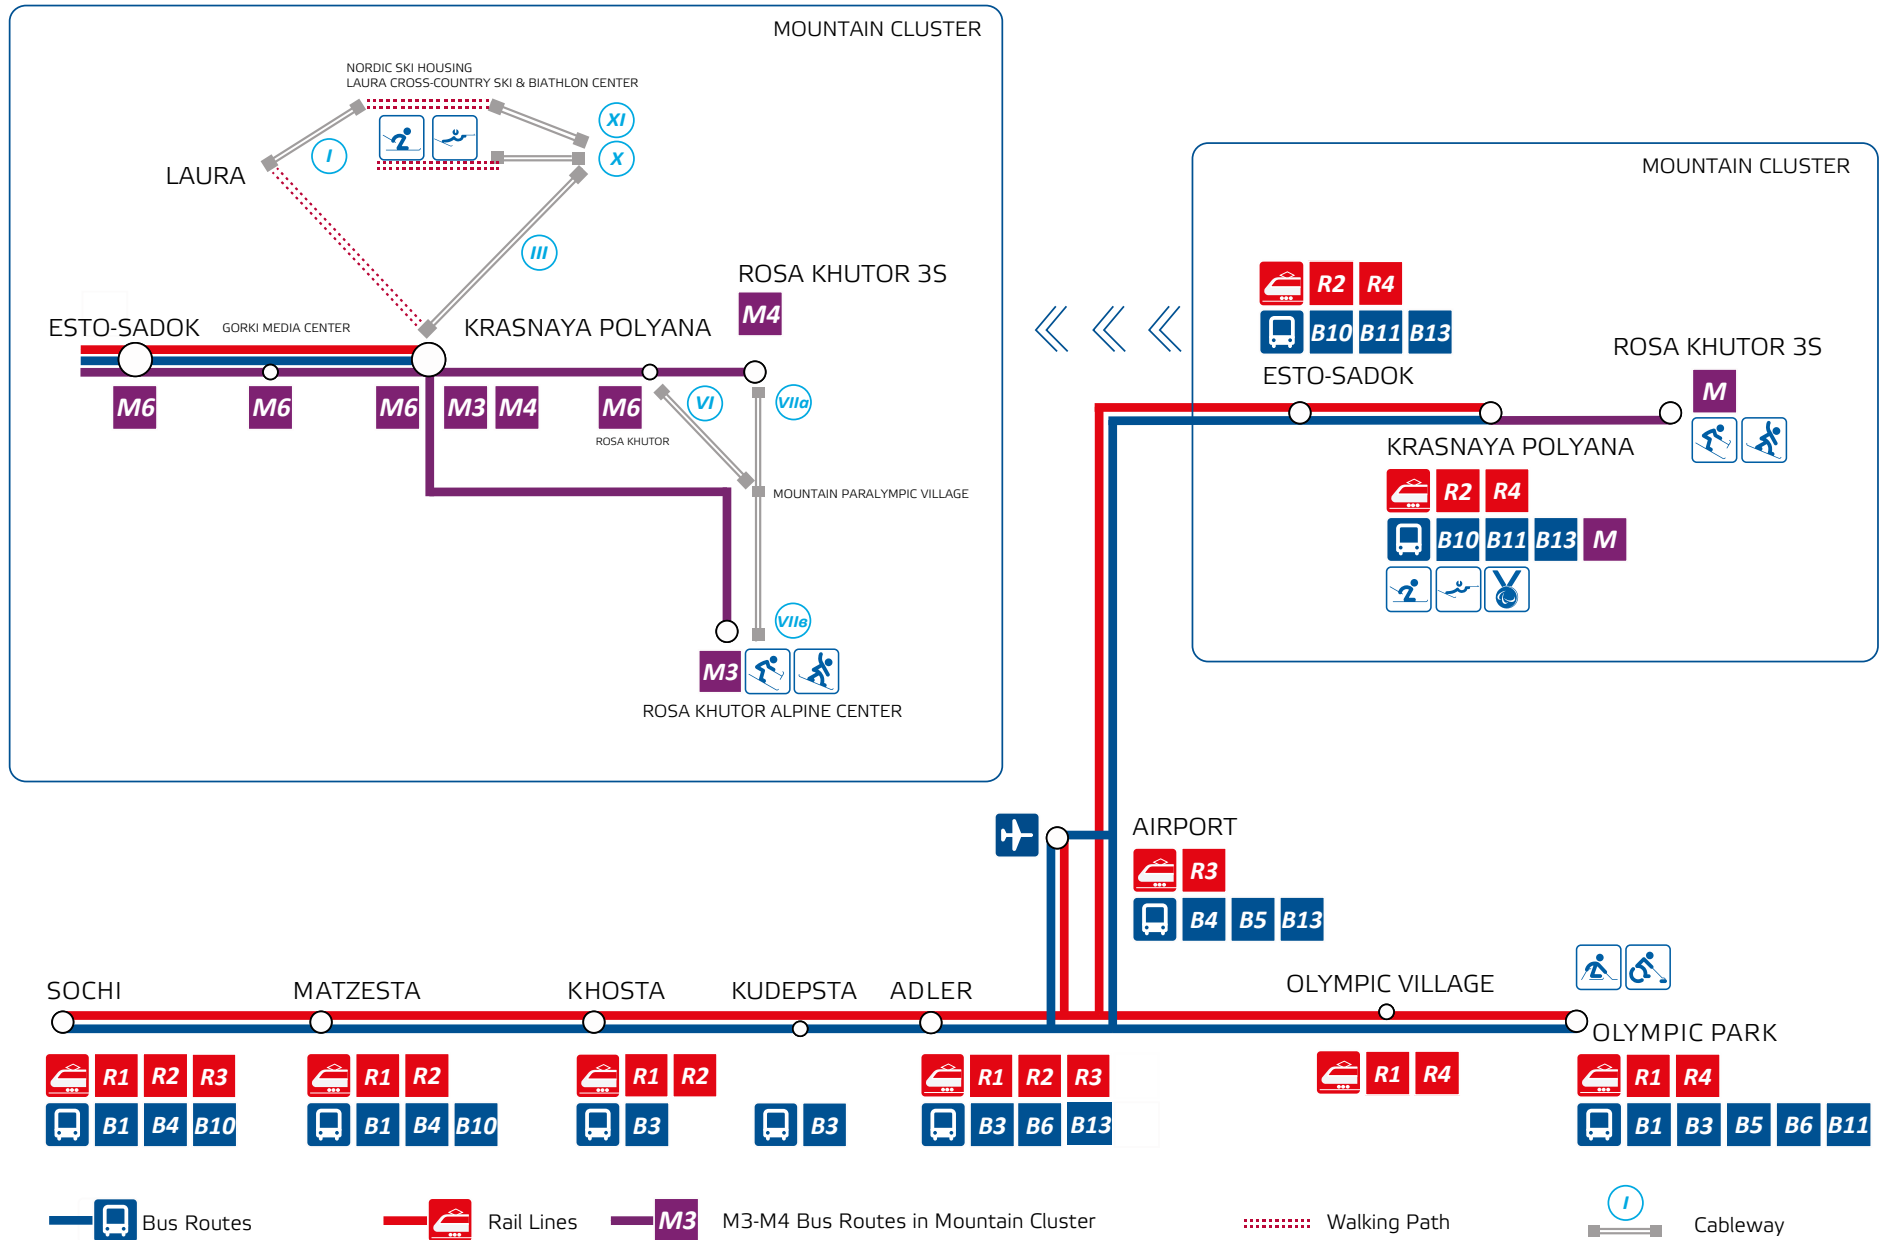 MOUNTAIN CLUSTER
NORDIC SKI HOUSING
LAURA CROSS-COUNTRY SKI & BIATHLON CENTER
XI
I
X
LAURA
III
ROSA KHUTOR 3S
M4
ESTO-SADOK
GORKI MEDIA CENTER
KRASNAYA POLYANA
M6
M6
M6 M3 M4
M6
VI
VIIa
ROSA KHUTOR
MOUNTAIN PARALYMPIC VILLAGE
VIIв
M3
ROSA KHUTOR ALPINE CENTER
MOUNTAIN CLUSTER
R2 R4
B10 B11 B13
ESTO-SADOK
ROSA KHUTOR 3S
M
KRASNAYA POLYANA
R2 R4
B10 B11 B13 M
AIRPORT
R3
B4 B5 B13
SOCHI
R1 R2 R3
B1 B4 B10
MATZESTA
R1 R2
B1 B4 B10
KHOSTA
R1 R2
B3
KUDEPSTA
B3
ADLER
R1 R2 R3
B3 B6 B13
OLYMPIC VILLAGE
R1 R4
OLYMPIC PARK
R1 R4
B1 B3 B5 B6 B11
Bus Routes
Rail Lines
M3
M3-M4 Bus Routes in Mountain Cluster
Walking Path
I
Cableway